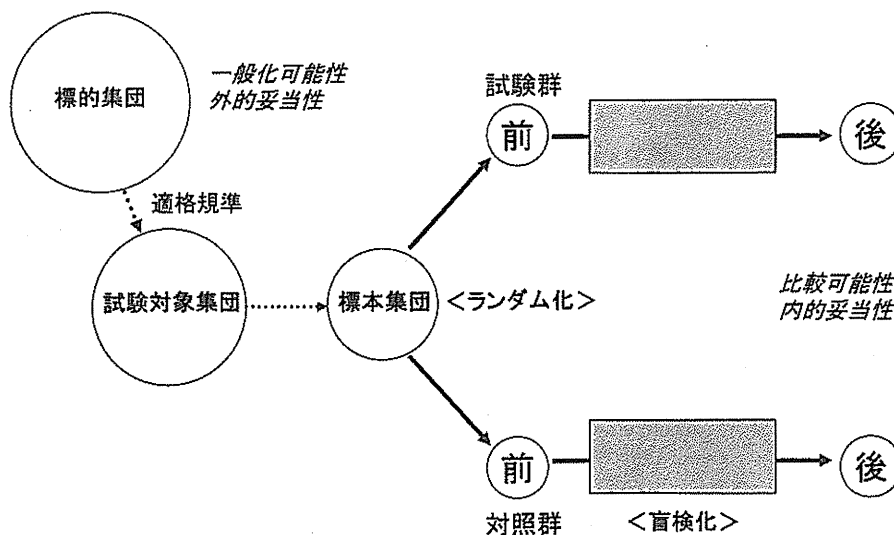 標的集団
一般化可能性
外的妥当性
適格規準
試験対象集団
標本集団
<ランダム化>
試験群
前
後
比較可能性
内的妥当性
前
後
対照群
<盲検化>